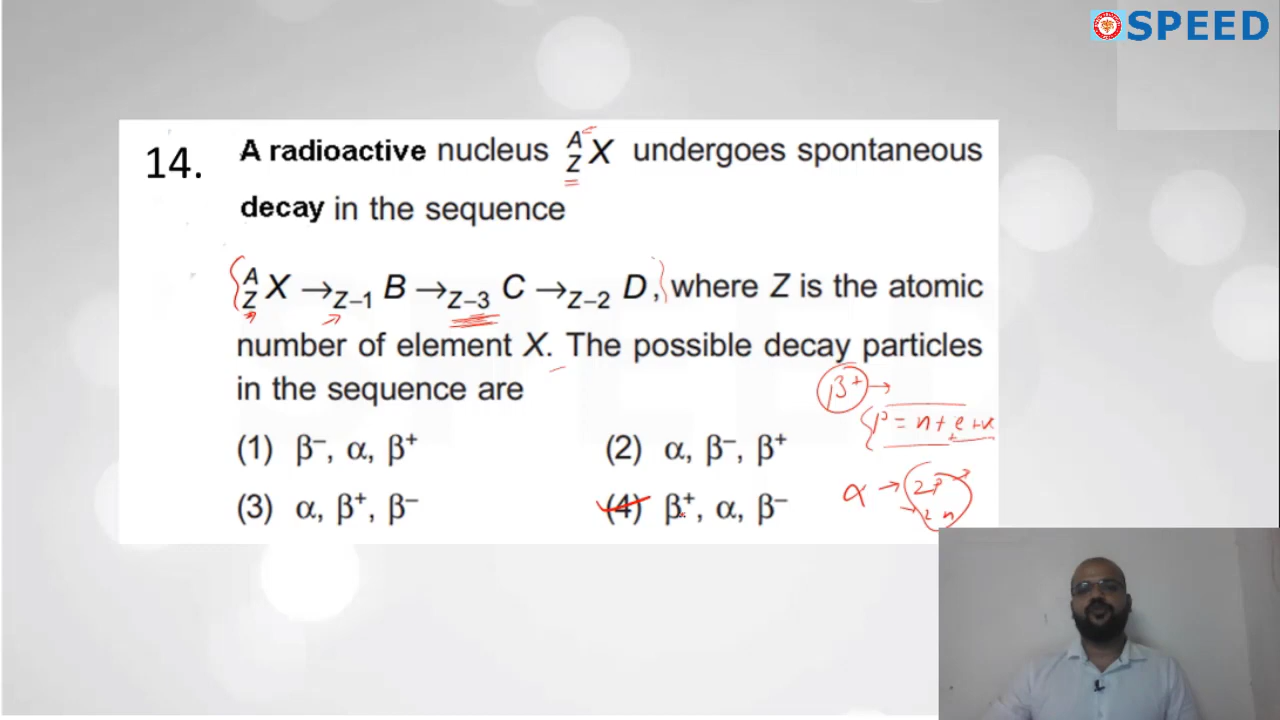 SPEED
14. A radioactive nucleus ᴬ_Z X undergoes spontaneous
decay in the sequence
ᴬ_Z X →_Z–1 B →_Z–3 C →_Z–2 D, where Z is the atomic
number of element X. The possible decay particles
in the sequence are
(1) β–, α, β+
(2) α, β–, β+
(3) α, β+, β–
(4) β+, α, β–
β+ →
α → 2P
2 n